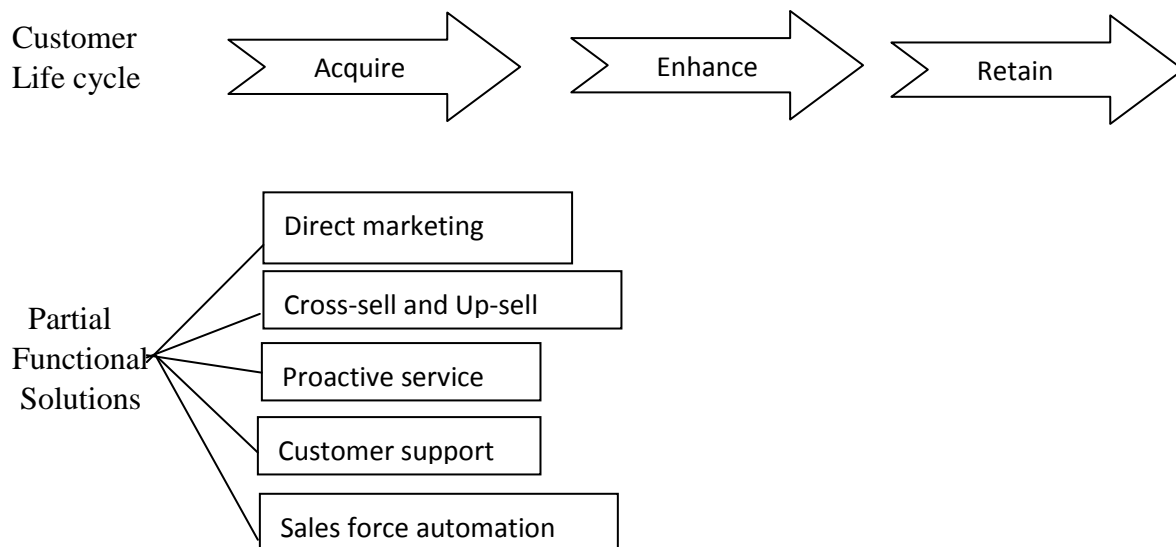 Customer
Life cycle
Acquire
Enhance
Retain
Direct marketing
Cross-sell and Up-sell
Partial
Functional
Solutions
Proactive service
Customer support
Sales force automation